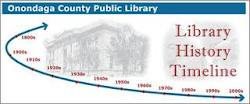 Onondaga County Public Library
Library
History
Timeline
1800s
1900s
1910s
1920s
1930s
1940s
1950s
1960s
1970s
1980s
1990s
2000s